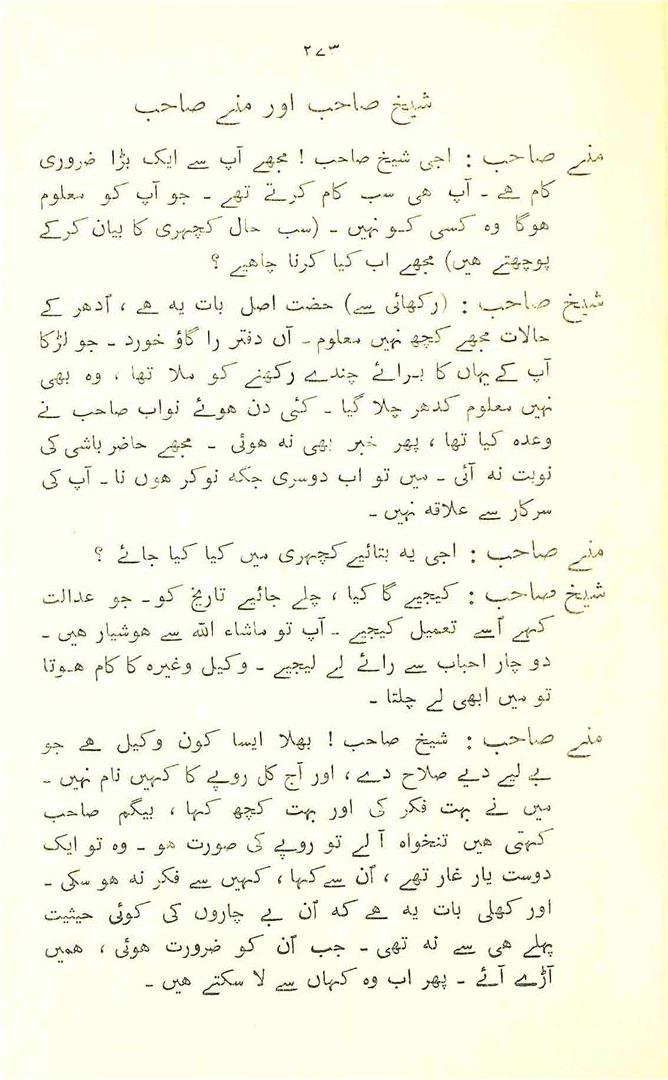 ۲۷۳
شیخ صاحب اور منے صاحب
منے صاحب : اجی شیخ صاحب ! مجھے آپ سے ایک بڑا ضروری
کام ہے ۔ آپ ہی سب کام کرتے تھے ۔ جو آپ کو معلوم
ہوگا وہ کسی کو نہیں ۔ (سب حال کچہری کا بیان کرکے
پوچھتے ہیں) مجھے اب کیا کرنا چاہیے ؟
شیخ صاحب : (رکھائی سے) حضت اصل بات یہ ہے ، اُدھر کے
حالات مجھے کچھ نہیں معلوم ۔ آں دفتر را گاؤ خورد ۔ جو لڑکا
آپ کے یہاں کا برائے چندے رکھنے کو ملا تھا ، وہ بھی
نہیں معلوم کدھر چلا گیا ۔ کئی دن ہوئے نواب صاحب نے
وعدہ کیا تھا ، پھر خبر بھی نہ ہوئی ۔ مجھے حاضر باشی کی
نوبت نہ آئی ۔ میں تو اب دوسری جگہ نوکر ہوں نا ۔ آپ کی
سرکار سے علاقہ نہیں ۔
منے صاحب : اجی یہ بتائیے کچہری میں کیا کیا جائے ؟
شیخ صاحب : کیجیے گا کیا ، چلے جائیے تاریخ کو ۔ جو عدالت
کہے اُسے تعمیل کیجیے ۔ آپ تو ماشاء اللہ سے ہوشیار ہیں ۔
دو چار احباب سے رائے لے لیجیے ۔ وکیل وغیرہ کا کام ہوتا
تو میں ابھی لے چلتا ۔
منے صاحب : شیخ صاحب ! بھلا ایسا کون وکیل ہے جو
بے لیے دیے صلاح دے ، اور آج کل روپے کا کہیں نام نہیں ۔
میں نے بہت فکر کی اور بہت کچھ کہا ، بیگم صاحب
کہتی ہیں تنخواہ آ لے تو روپے کی صورت ہو ۔ وہ تو ایک
دوست یار غار تھے ، اُن سے کہا ، کہیں سے فکر نہ ہو سکی ۔
اور کھلی بات یہ ہے کہ اُن بے چاروں کی کوئی حیثیت
پہلے ہی سے نہ تھی ۔ جب اُن کو ضرورت ہوئی ، ہمیں
آڑے آئے ۔ پھر اب وہ کہاں سے لا سکتے ہیں ۔